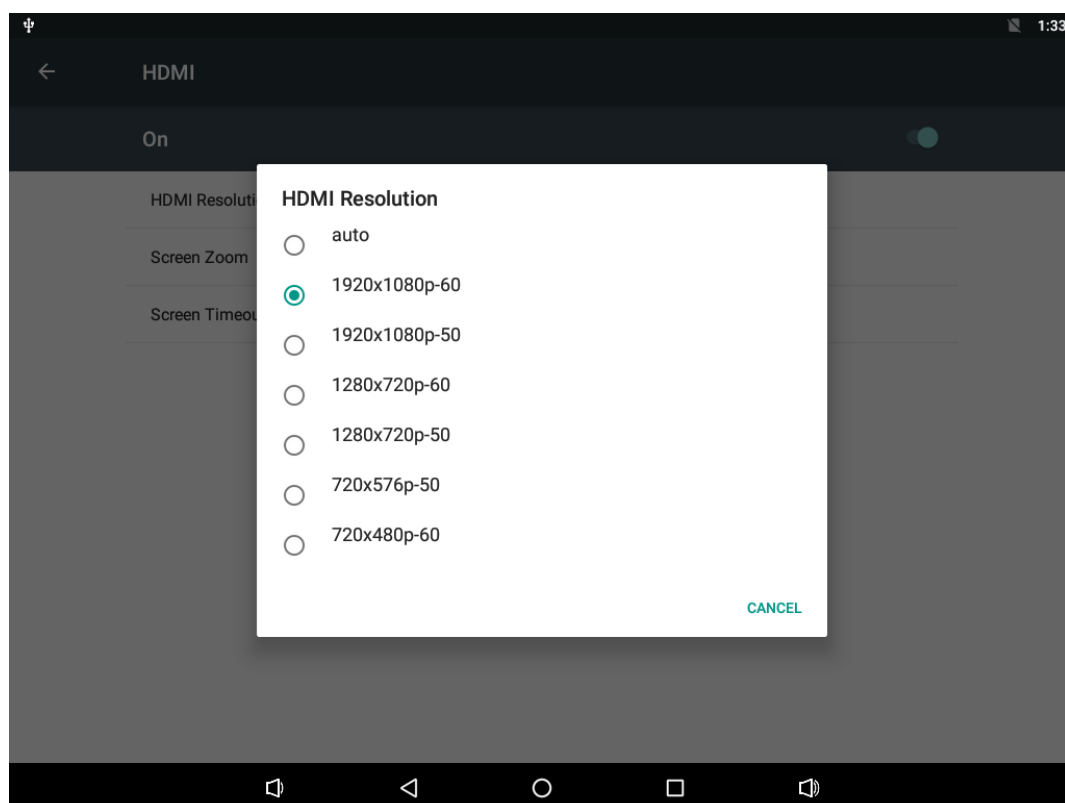 1:33
HDMI
On
HDMI Resoluti
Screen Zoom
Screen Timeou
HDMI Resolution
auto
1920x1080p-60
1920x1080p-50
1280x720p-60
1280x720p-50
720x576p-50
720x480p-60
CANCEL